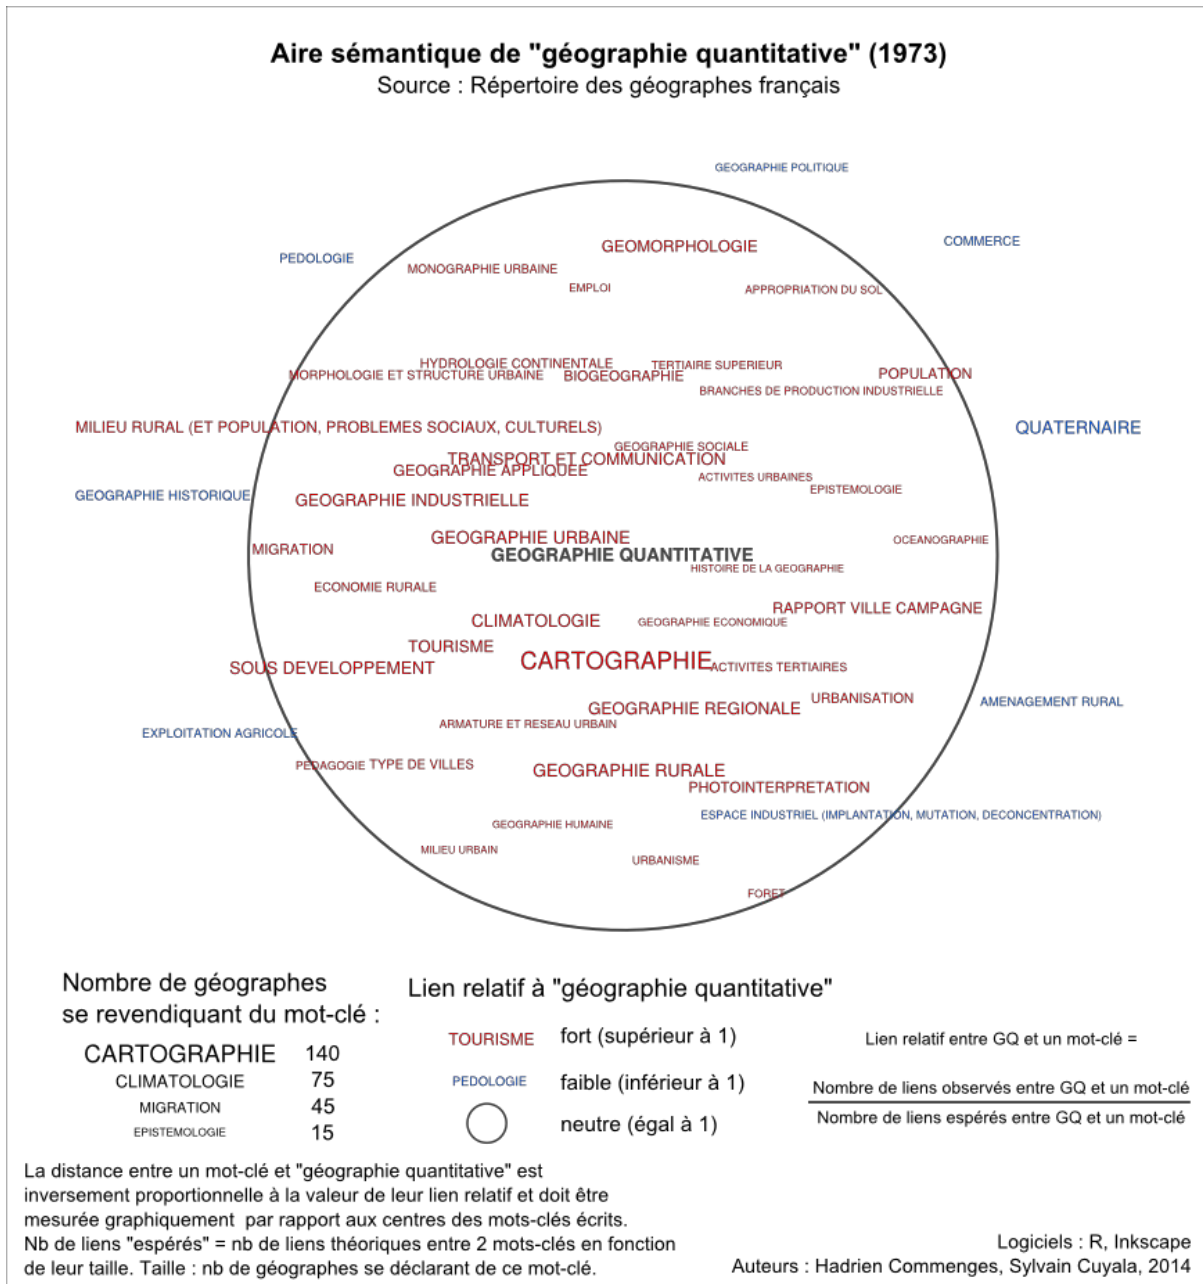 Aire sémantique de "géographie quantitative" (1973)
Source : Répertoire des géographes français
GEOGRAPHIE POLITIQUE
COMMERCE
GEOMORPHOLOGIE
PEDOLOGIE
MONOGRAPHIE URBAINE
EMPLOI
APPROPRIATION DU SOL
HYDROLOGIE CONTINENTALE
TERTIAIRE SUPERIEUR
MORPHOLOGIE ET STRUCTURE URBAINE
BIOGEOGRAPHIE
POPULATION
BRANCHES DE PRODUCTION INDUSTRIELLE
MILIEU RURAL (ET POPULATION, PROBLEMES SOCIAUX, CULTURELS)
QUATERNAIRE
GEOGRAPHIE SOCIALE
TRANSPORT ET COMMUNICATION
GEOGRAPHIE APPLIQUEE
ACTIVITES URBAINES
EPISTEMOLOGIE
GEOGRAPHIE HISTORIQUE
GEOGRAPHIE INDUSTRIELLE
GEOGRAPHIE URBAINE
OCEANOGRAPHIE
MIGRATION
GEOGRAPHIE QUANTITATIVE
HISTOIRE DE LA GEOGRAPHIE
ECONOMIE RURALE
RAPPORT VILLE CAMPAGNE
CLIMATOLOGIE
GEOGRAPHIE ECONOMIQUE
TOURISME
CARTOGRAPHIE
SOUS DEVELOPPEMENT
ACTIVITES TERTIAIRES
URBANISATION
AMENAGEMENT RURAL
GEOGRAPHIE REGIONALE
ARMATURE ET RESEAU URBAIN
EXPLOITATION AGRICOLE
PEDAGOGIE
TYPE DE VILLES
GEOGRAPHIE RURALE
PHOTOINTERPRETATION
ESPACE INDUSTRIEL (IMPLANTATION, MUTATION, DECONCENTRATION)
GEOGRAPHIE HUMAINE
MILIEU URBAIN
URBANISME
FORET
Nombre de géographes
se revendiquant du mot-clé :
CARTOGRAPHIE 140
CLIMATOLOGIE 75
MIGRATION 45
EPISTEMOLOGIE 15
Lien relatif à "géographie quantitative"
TOURISME fort (supérieur à 1)
PEDOLOGIE faible (inférieur à 1)
neutre (égal à 1)
Lien relatif entre GQ et un mot-clé =
Nombre de liens observés entre GQ et un mot-clé
Nombre de liens espérés entre GQ et un mot-clé
La distance entre un mot-clé et "géographie quantitative" est
inversement proportionnelle à la valeur de leur lien relatif et doit être
mesurée graphiquement par rapport aux centres des mots-clés écrits.
Nb de liens "espérés" = nb de liens théoriques entre 2 mots-clés en fonction
de leur taille. Taille : nb de géographes se déclarant de ce mot-clé.
Logiciels : R, Inkscape
Auteurs : Hadrien Commenges, Sylvain Cuyala, 2014